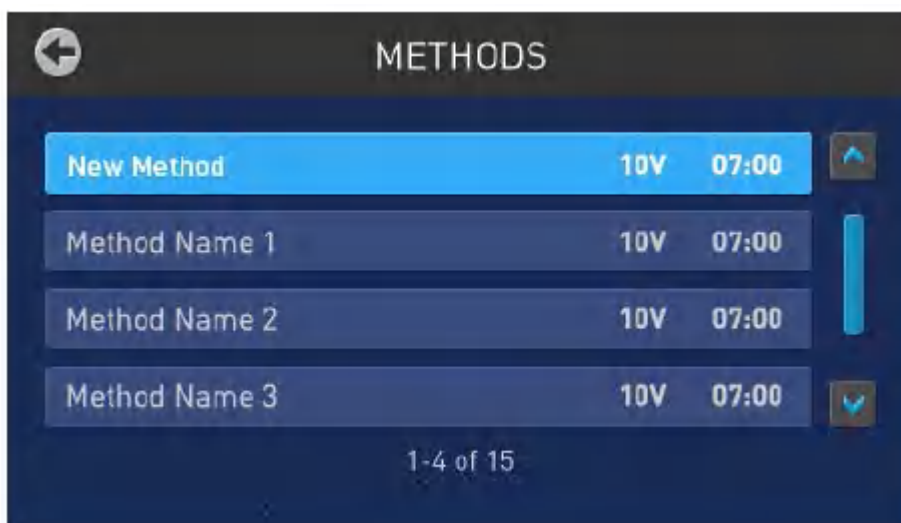 METHODS
New Method 10V 07:00
Method Name 1 10V 07:00
Method Name 2 10V 07:00
Method Name 3 10V 07:00
1-4 of 15